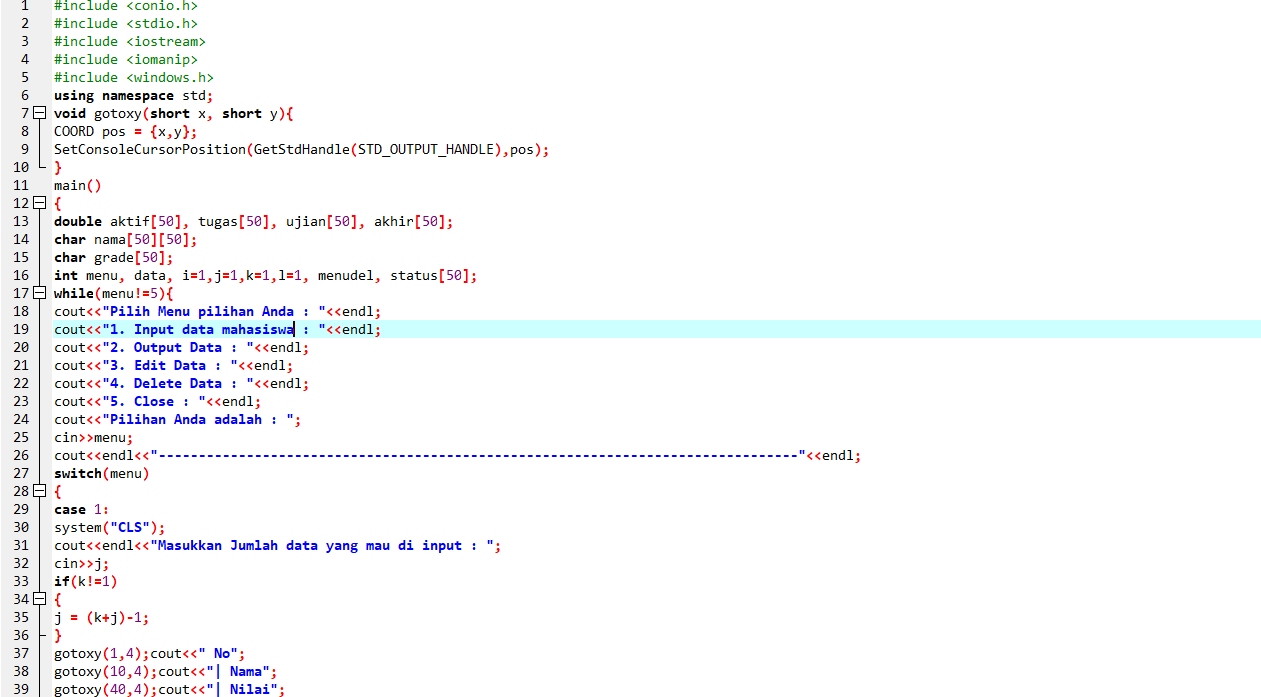 1 #include <conio.h>
2 #include <stdio.h>
3 #include <iostream>
4 #include <iomanip>
5 #include <windows.h>
6 using namespace std;
7 void gotoxy(short x, short y){
8 COORD pos = {x,y};
9 SetConsoleCursorPosition(GetStdHandle(STD_OUTPUT_HANDLE),pos);
10 }
11 main()
12 {
13 double aktif[50], tugas[50], ujian[50], akhir[50];
14 char nama[50][50];
15 char grade[50];
16 int menu, data, i=1,j=1,k=1,l=1, menudel, status[50];
17 while(menu!=5){
18 cout<<"Pilih Menu pilihan Anda : "<<endl;
19 cout<<"1. Input data mahasiswa : "<<endl;
20 cout<<"2. Output Data : "<<endl;
21 cout<<"3. Edit Data : "<<endl;
22 cout<<"4. Delete Data : "<<endl;
23 cout<<"5. Close : "<<endl;
24 cout<<"Pilihan Anda adalah : ";
25 cin>>menu;
26 cout<<endl<<"--------------------------------------------------------------------------------"<<endl;
27 switch(menu)
28 {
29 case 1:
30 system("CLS");
31 cout<<endl<<"Masukkan Jumlah data yang mau di input : ";
32 cin>>j;
33 if(k!=1)
34 {
35 j = (k+j)-1;
36 }
37 gotoxy(1,4);cout<<" No";
38 gotoxy(10,4);cout<<"| Nama";
39 gotoxy(40,4);cout<<"| Nilai";